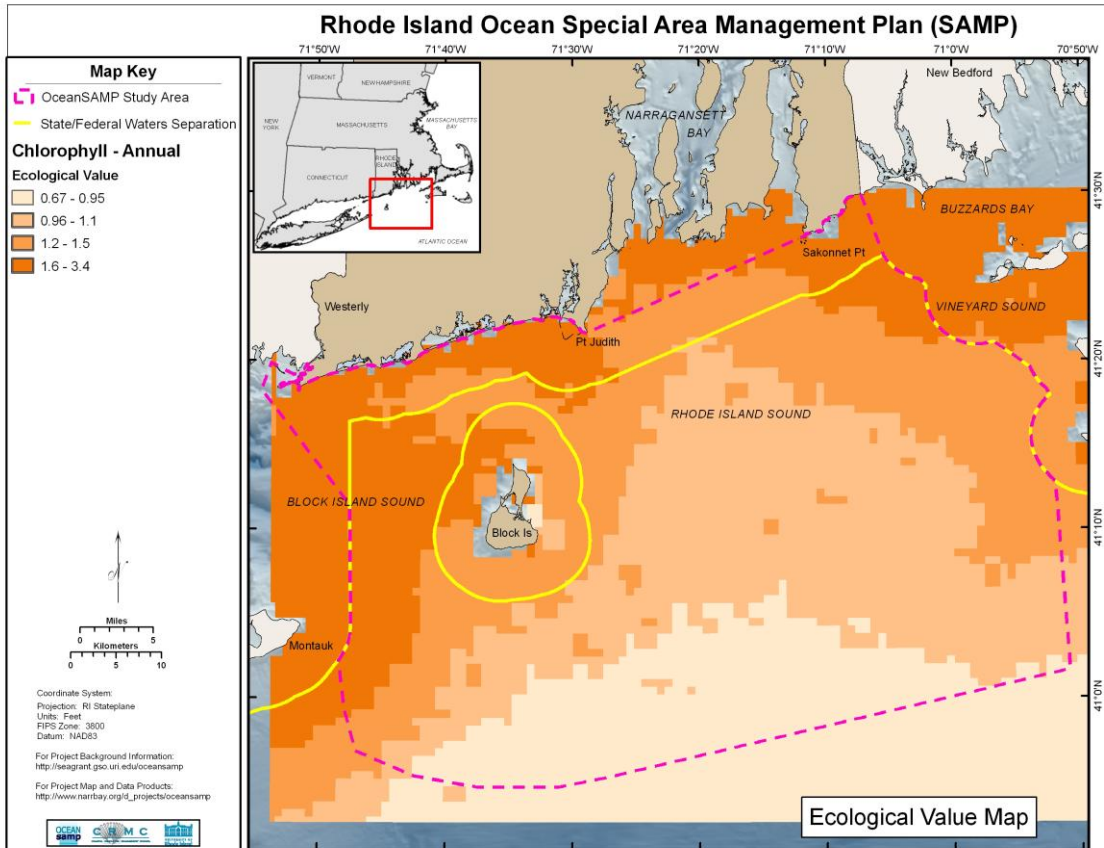 Rhode Island Ocean Special Area Management Plan (SAMP)
71°50'W
71°40'W
71°30'W
71°20'W
71°10'W
71°0'W
70°50'W
Map Key
OceanSAMP Study Area
State/Federal Waters Separation
Chlorophyll - Annual
Ecological Value
0.67 - 0.95
0.96 - 1.1
1.2 - 1.5
1.6 - 3.4
VERMONT
NEW HAMPSHIRE
NEW YORK
MASSACHUSETTS
MASSACHUSETTS BAY
CONNECTICUT
RHODE ISLAND
ATLANTIC OCEAN
NARRAGANSETT BAY
New Bedford
41°30'N
BUZZARDS BAY
Sakonnet Pt
VINEYARD SOUND
Westerly
Pt Judith
41°20'N
RHODE ISLAND SOUND
BLOCK ISLAND SOUND
Block Is
41°10'N
Montauk
41°0'N
Miles
5 0 5
Kilometers
0 5 10
Coordinate System:
Projection: RI Stateplane
Units: Feet
FIPS Zone: 3800
Datum: NAD83
For Project Background Information:
http://seagrant.gso.uri.edu/oceansamp
For Project Map and Data Products:
http://www.narrbay.org/d_projects/oceansamp
OCEAN
samp
CRMC
Ecological Value Map